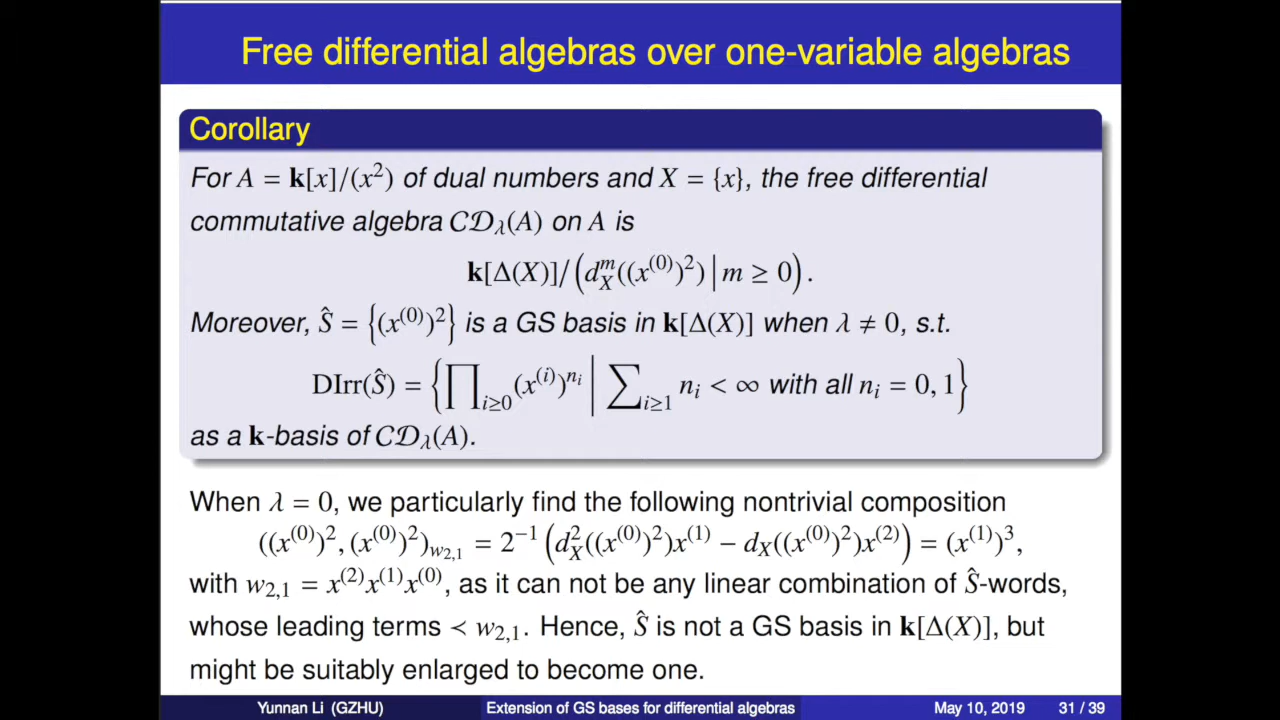 Free differential algebras over one-variable algebras
Corollary
For A = k[x]/(x²) of dual numbers and X = {x}, the free differential
commutative algebra 𝒞𝒟_λ(A) on A is
k[Δ(X)]/(d_X^m((x^(0))²) | m ≥ 0).
Moreover, Ŝ = {(x^(0))²} is a GS basis in k[Δ(X)] when λ ≠ 0, s.t.
DIrr(Ŝ) = {∏_{i≥0}(x^(i))^{n_i} | ∑_{i≥1} n_i < ∞ with all n_i = 0, 1}
as a k-basis of 𝒞𝒟_λ(A).
When λ = 0, we particularly find the following nontrivial composition
((x^(0))², (x^(0))²)_{w_{2,1}} = 2^{-1} (d_X²((x^(0))²)x^(1) − d_X((x^(0))²)x^(2)) = (x^(1))³,
with w_{2,1} = x^(2)x^(1)x^(0), as it can not be any linear combination of Ŝ-words,
whose leading terms ≺ w_{2,1}. Hence, Ŝ is not a GS basis in k[Δ(X)], but
might be suitably enlarged to become one.
Yunnan Li (GZHU) Extension of GS bases for differential algebras May 10, 2019 31 / 39